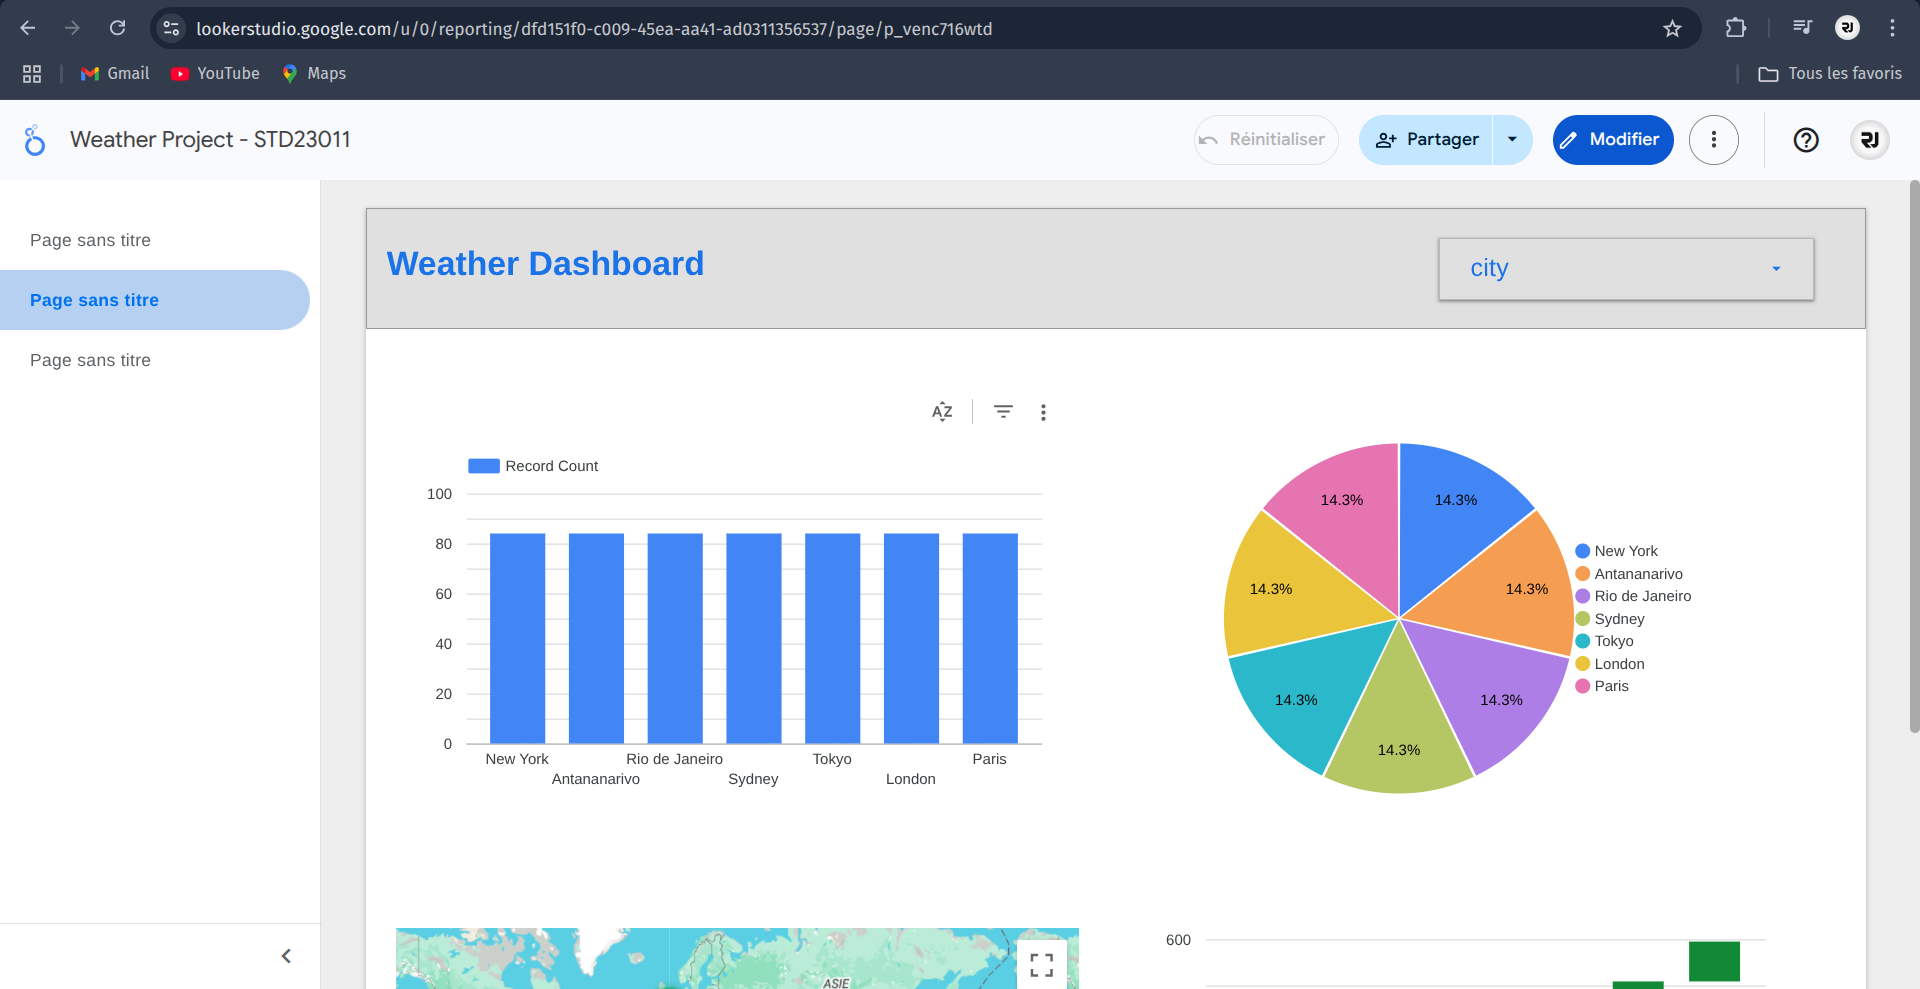 lookerstudio.google.com/u/0/reporting/dfd151f0-c009-45ea-aa41-ad0311356537/page/p_venc716wtd
Gmail
YouTube
Maps
Tous les favoris
Weather Project - STD23011
Réinitialiser
Partager
Modifier
Page sans titre
Page sans titre
Page sans titre
Weather Dashboard
city
AZ
Record Count
100
80
60
40
20
0
New York
Rio de Janeiro
Tokyo
Paris
Antananarivo
Sydney
London
14.3%
14.3%
14.3%
14.3%
14.3%
14.3%
14.3%
New York
Antananarivo
Rio de Janeiro
Sydney
Tokyo
London
Paris
ASIE
600